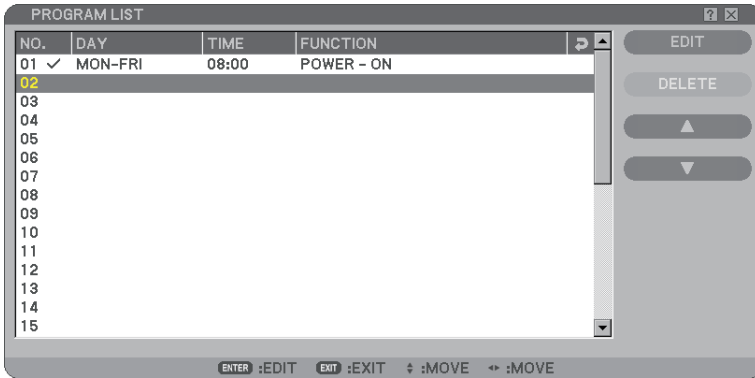 PROGRAM LIST
NO. DAY TIME FUNCTION
01 ✓ MON-FRI 08:00 POWER - ON
02
03
04
05
06
07
08
09
10
11
12
13
14
15
EDIT
DELETE
ENTER :EDIT EXIT :EXIT :MOVE :MOVE